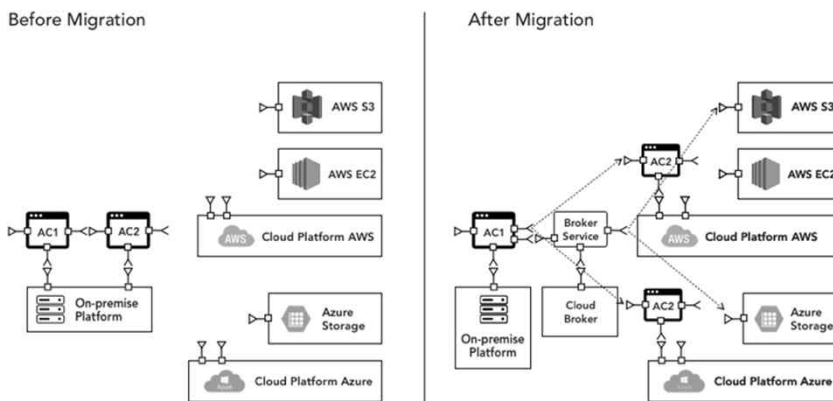 Before Migration
AWS S3
AWS EC2
AC1
AC2
AWS
Cloud Platform AWS
On-premise
Platform
Azure
Storage
Cloud Platform Azure
After Migration
AWS S3
AC2
AWS EC2
AC1
Broker
Service
AWS
Cloud Platform AWS
On-premise
Platform
Cloud
Broker
AC2
Azure
Storage
Cloud Platform Azure